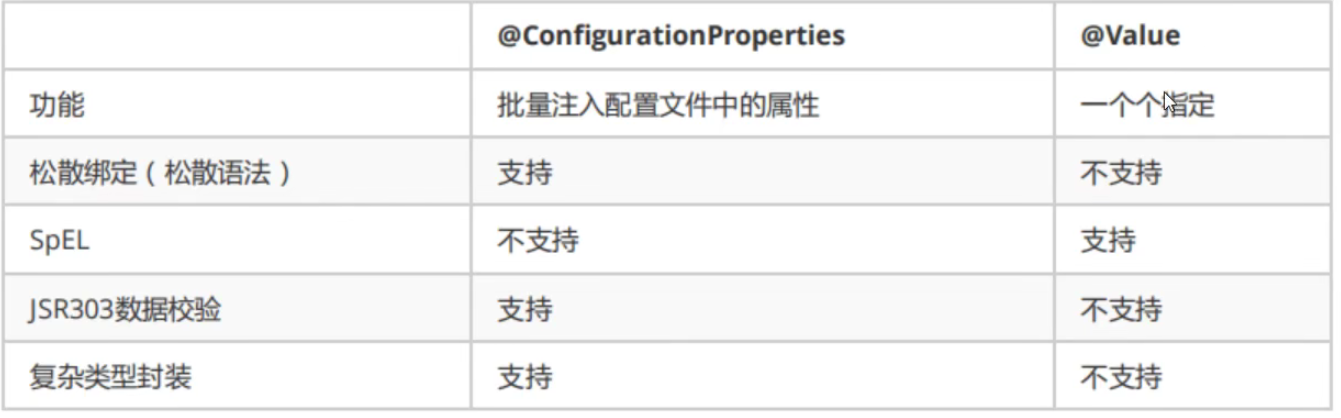 @ConfigurationProperties @Value
功能 批量注入配置文件中的属性 一个个指定
松散绑定（松散语法） 支持 不支持
SpEL 不支持 支持
JSR303数据校验 支持 不支持
复杂类型封装 支持 不支持